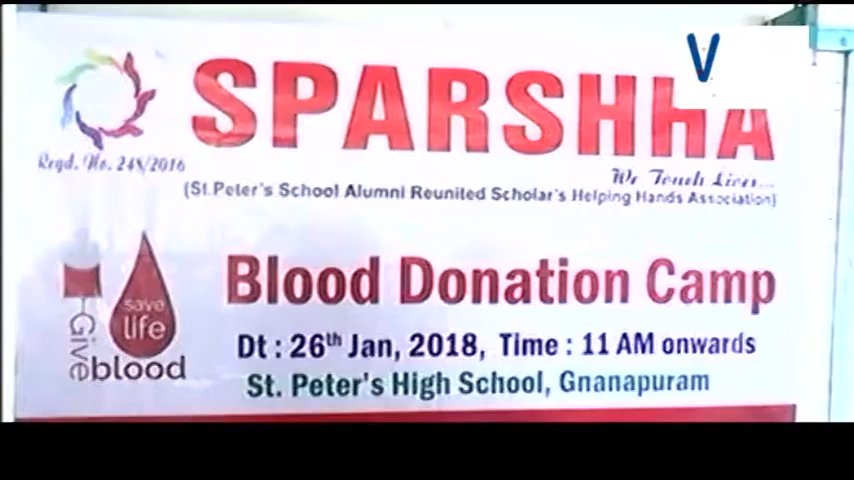 V
SPARSHHA
Regd. No. 248/2016
We Touch Lives...
(St.Peter's School Alumni Reunited Scholar's Helping Hands Association)
Blood Donation Camp
save
life
Give
blood
Dt : 26th Jan, 2018, Time : 11 AM onwards
St. Peter's High School, Gnanapuram